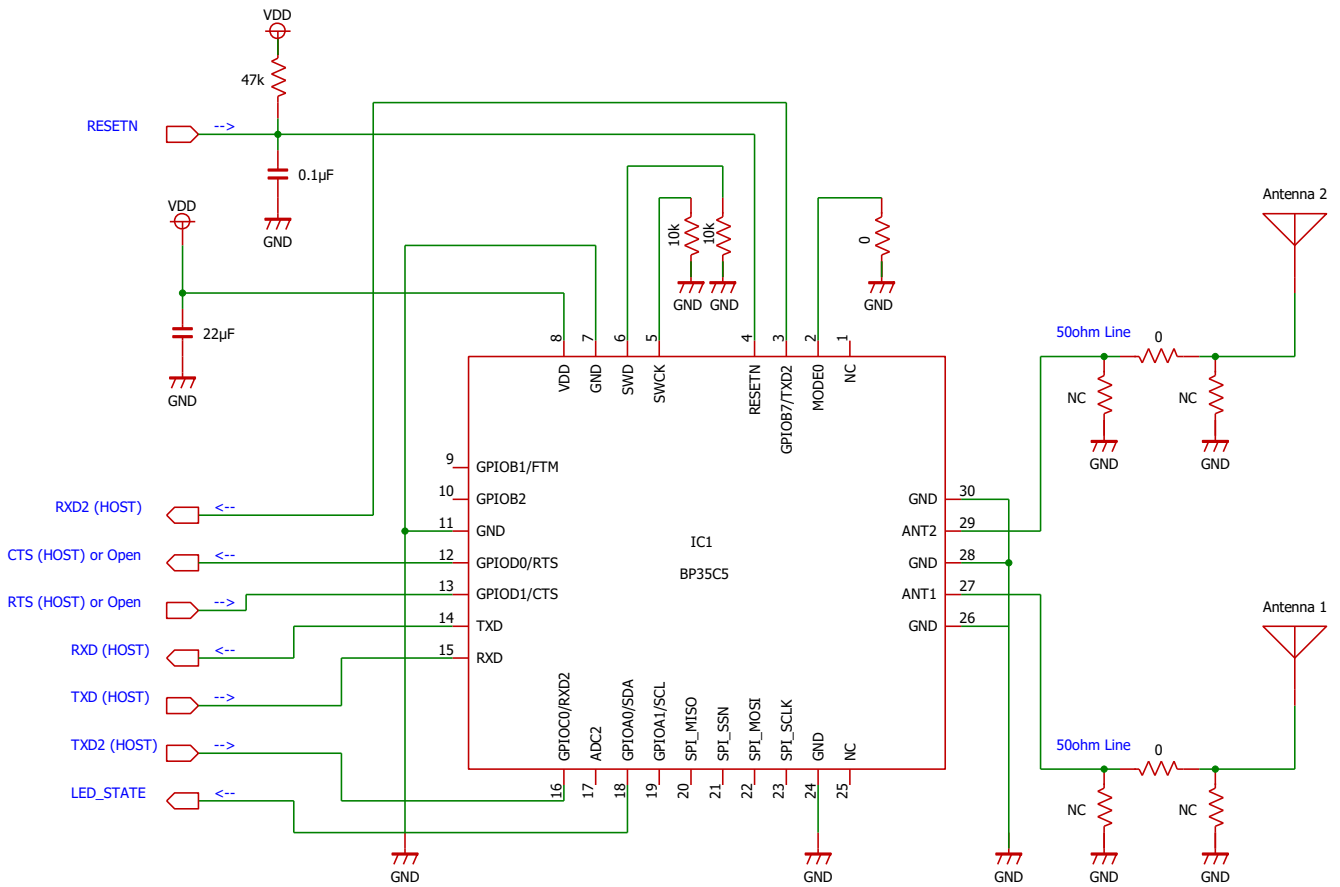 VDD
47k
RESETN
-->
0.1µF
GND
VDD
22µF
GND
10k
10k
GND
GND
0
GND
Antenna 2
50ohm Line
0
NC
NC
GND
GND
8
7
6
5
4
3
2
1
VDD
GND
SWD
SWCK
RESETN
GPIOB7/TXD2
MODE0
NC
9
GPIOB1/FTM
10
GPIOB2
RXD2 (HOST)
<--
11
GND
CTS (HOST) or Open
<--
12
GPIOD0/RTS
RTS (HOST) or Open
-->
13
GPIOD1/CTS
RXD (HOST)
<--
14
TXD
TXD (HOST)
-->
15
RXD
TXD2 (HOST)
-->
LED_STATE
<--
IC1
BP35C5
GND
30
ANT2
29
GND
28
ANT1
27
GND
26
GPIOC0/RXD2
ADC2
GPIOA0/SDA
GPIOA1/SCL
SPI_MISO
SPI_SSN
SPI_MOSI
SPI_SCLK
GND
NC
16
17
18
19
20
21
22
23
24
25
Antenna 1
50ohm Line
0
NC
NC
GND
GND
GND
GND
GND